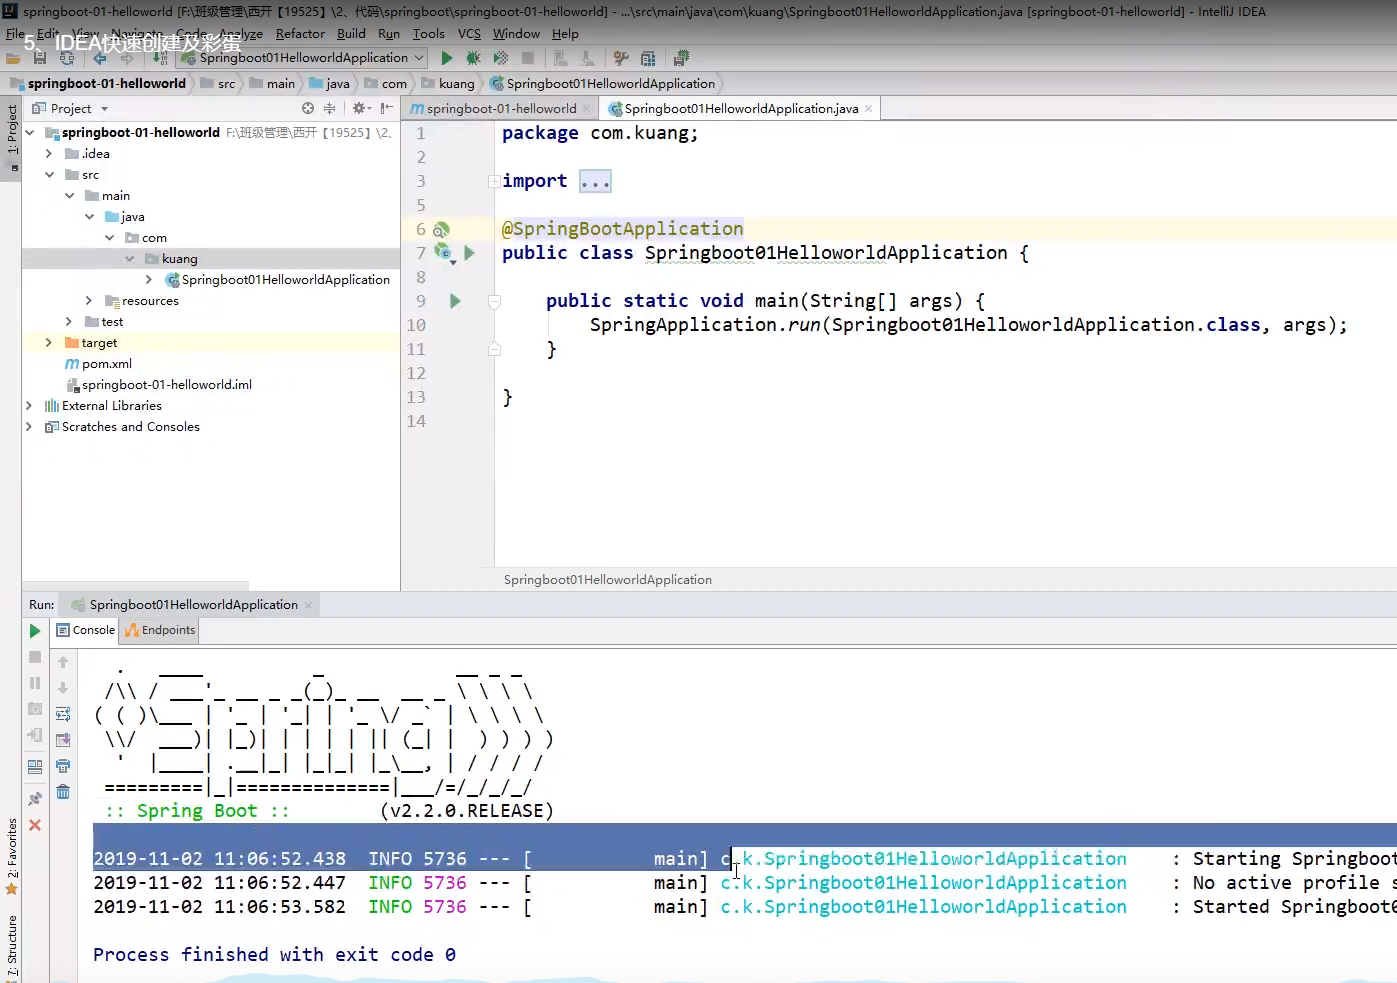 springboot-01-helloworld [F:\班级管理\西开【19525】\2、代码\springboot\springboot-01-helloworld] - ...\src\main\java\com\kuang\Springboot01HelloworldApplication.java [springboot-01-helloworld] - IntelliJ IDEA
File Edit View Navigate Code Analyze Refactor Build Run Tools VCS Window Help
5、IDEA快速创建及彩蛋
Springboot01HelloworldApplication
springboot-01-helloworld src main java com kuang Springboot01HelloworldApplication
1: Project
Project
springboot-01-helloworld F:\班级管理\西开【19525】\2、
.idea
src
main
java
com
kuang
Springboot01HelloworldApplication
resources
test
target
pom.xml
springboot-01-helloworld.iml
External Libraries
Scratches and Consoles
springboot-01-helloworld Springboot01HelloworldApplication.java
1 package com.kuang;
2
3 import ...
5
6 @SpringBootApplication
7 public class Springboot01HelloworldApplication {
8
9 public static void main(String[] args) {
10 SpringApplication.run(Springboot01HelloworldApplication.class, args);
11 }
12
13 }
14
Springboot01HelloworldApplication
Run: Springboot01HelloworldApplication
Console Endpoints
  .   ____          _            __ _ _
 /\\ / ___'_ __ _ _(_)_ __  __ _ \ \ \ \
( ( )\___ | '_ | '_| | '_ \/ _` | \ \ \ \
 \\/  ___)| |_)| | | | | || (_| |  ) ) ) )
  '  |____| .__|_| |_|_| |_\__, | / / / /
 =========|_|==============|___/=/_/_/_/
 :: Spring Boot ::        (v2.2.0.RELEASE)
2019-11-02 11:06:52.438  INFO 5736 --- [           main] c.k.Springboot01HelloworldApplication    : Starting Springboot
2019-11-02 11:06:52.447  INFO 5736 --- [           main] c.k.Springboot01HelloworldApplication    : No active profile s
2019-11-02 11:06:53.582  INFO 5736 --- [           main] c.k.Springboot01HelloworldApplication    : Started Springboot0
Process finished with exit code 0
2: Favorites
7: Structure